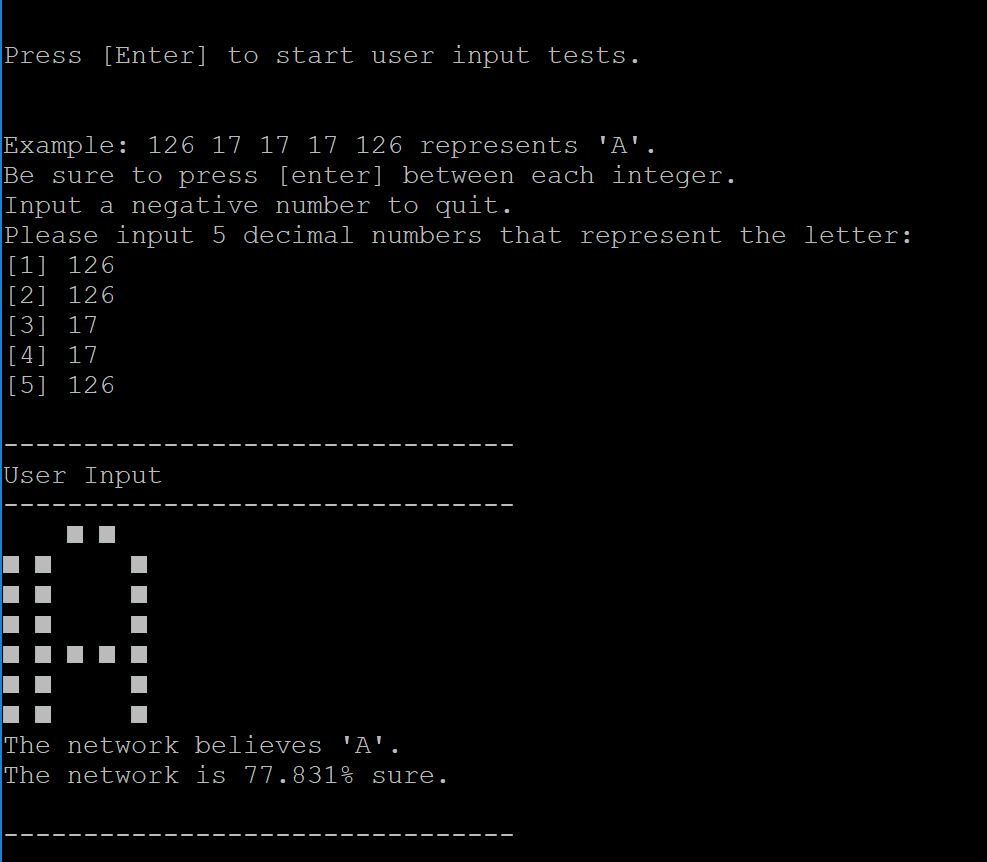 Press [Enter] to start user input tests.
Example: 126 17 17 17 126 represents 'A'.
Be sure to press [enter] between each integer.
Input a negative number to quit.
Please input 5 decimal numbers that represent the letter:
[1] 126
[2] 126
[3] 17
[4] 17
[5] 126
--------------------------------
User Input
--------------------------------
    ■ ■
■ ■     ■
■ ■     ■
■ ■     ■
■ ■ ■ ■ ■
■ ■     ■
■ ■     ■
The network believes 'A'.
The network is 77.831% sure.
--------------------------------